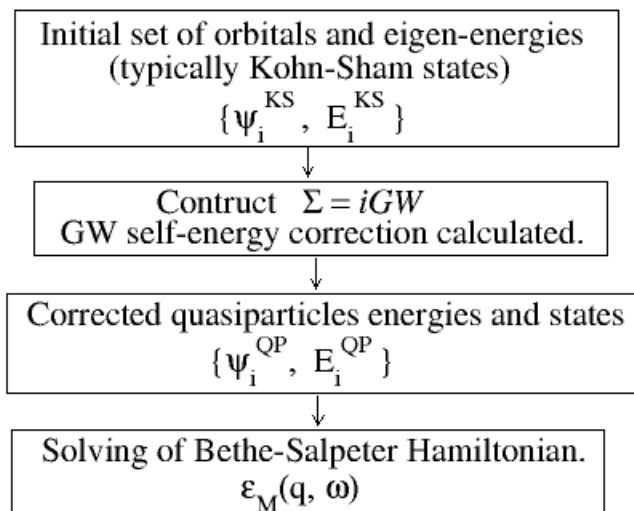 Initial set of orbitals and eigen-energies
(typically Kohn-Sham states)
{ψ_i^KS, E_i^KS}
Contruct Σ = iGW
GW self-energy correction calculated.
Corrected quasiparticles energies and states
{ψ_i^QP, E_i^QP}
Solving of Bethe-Salpeter Hamiltonian.
ε_M(q, ω)